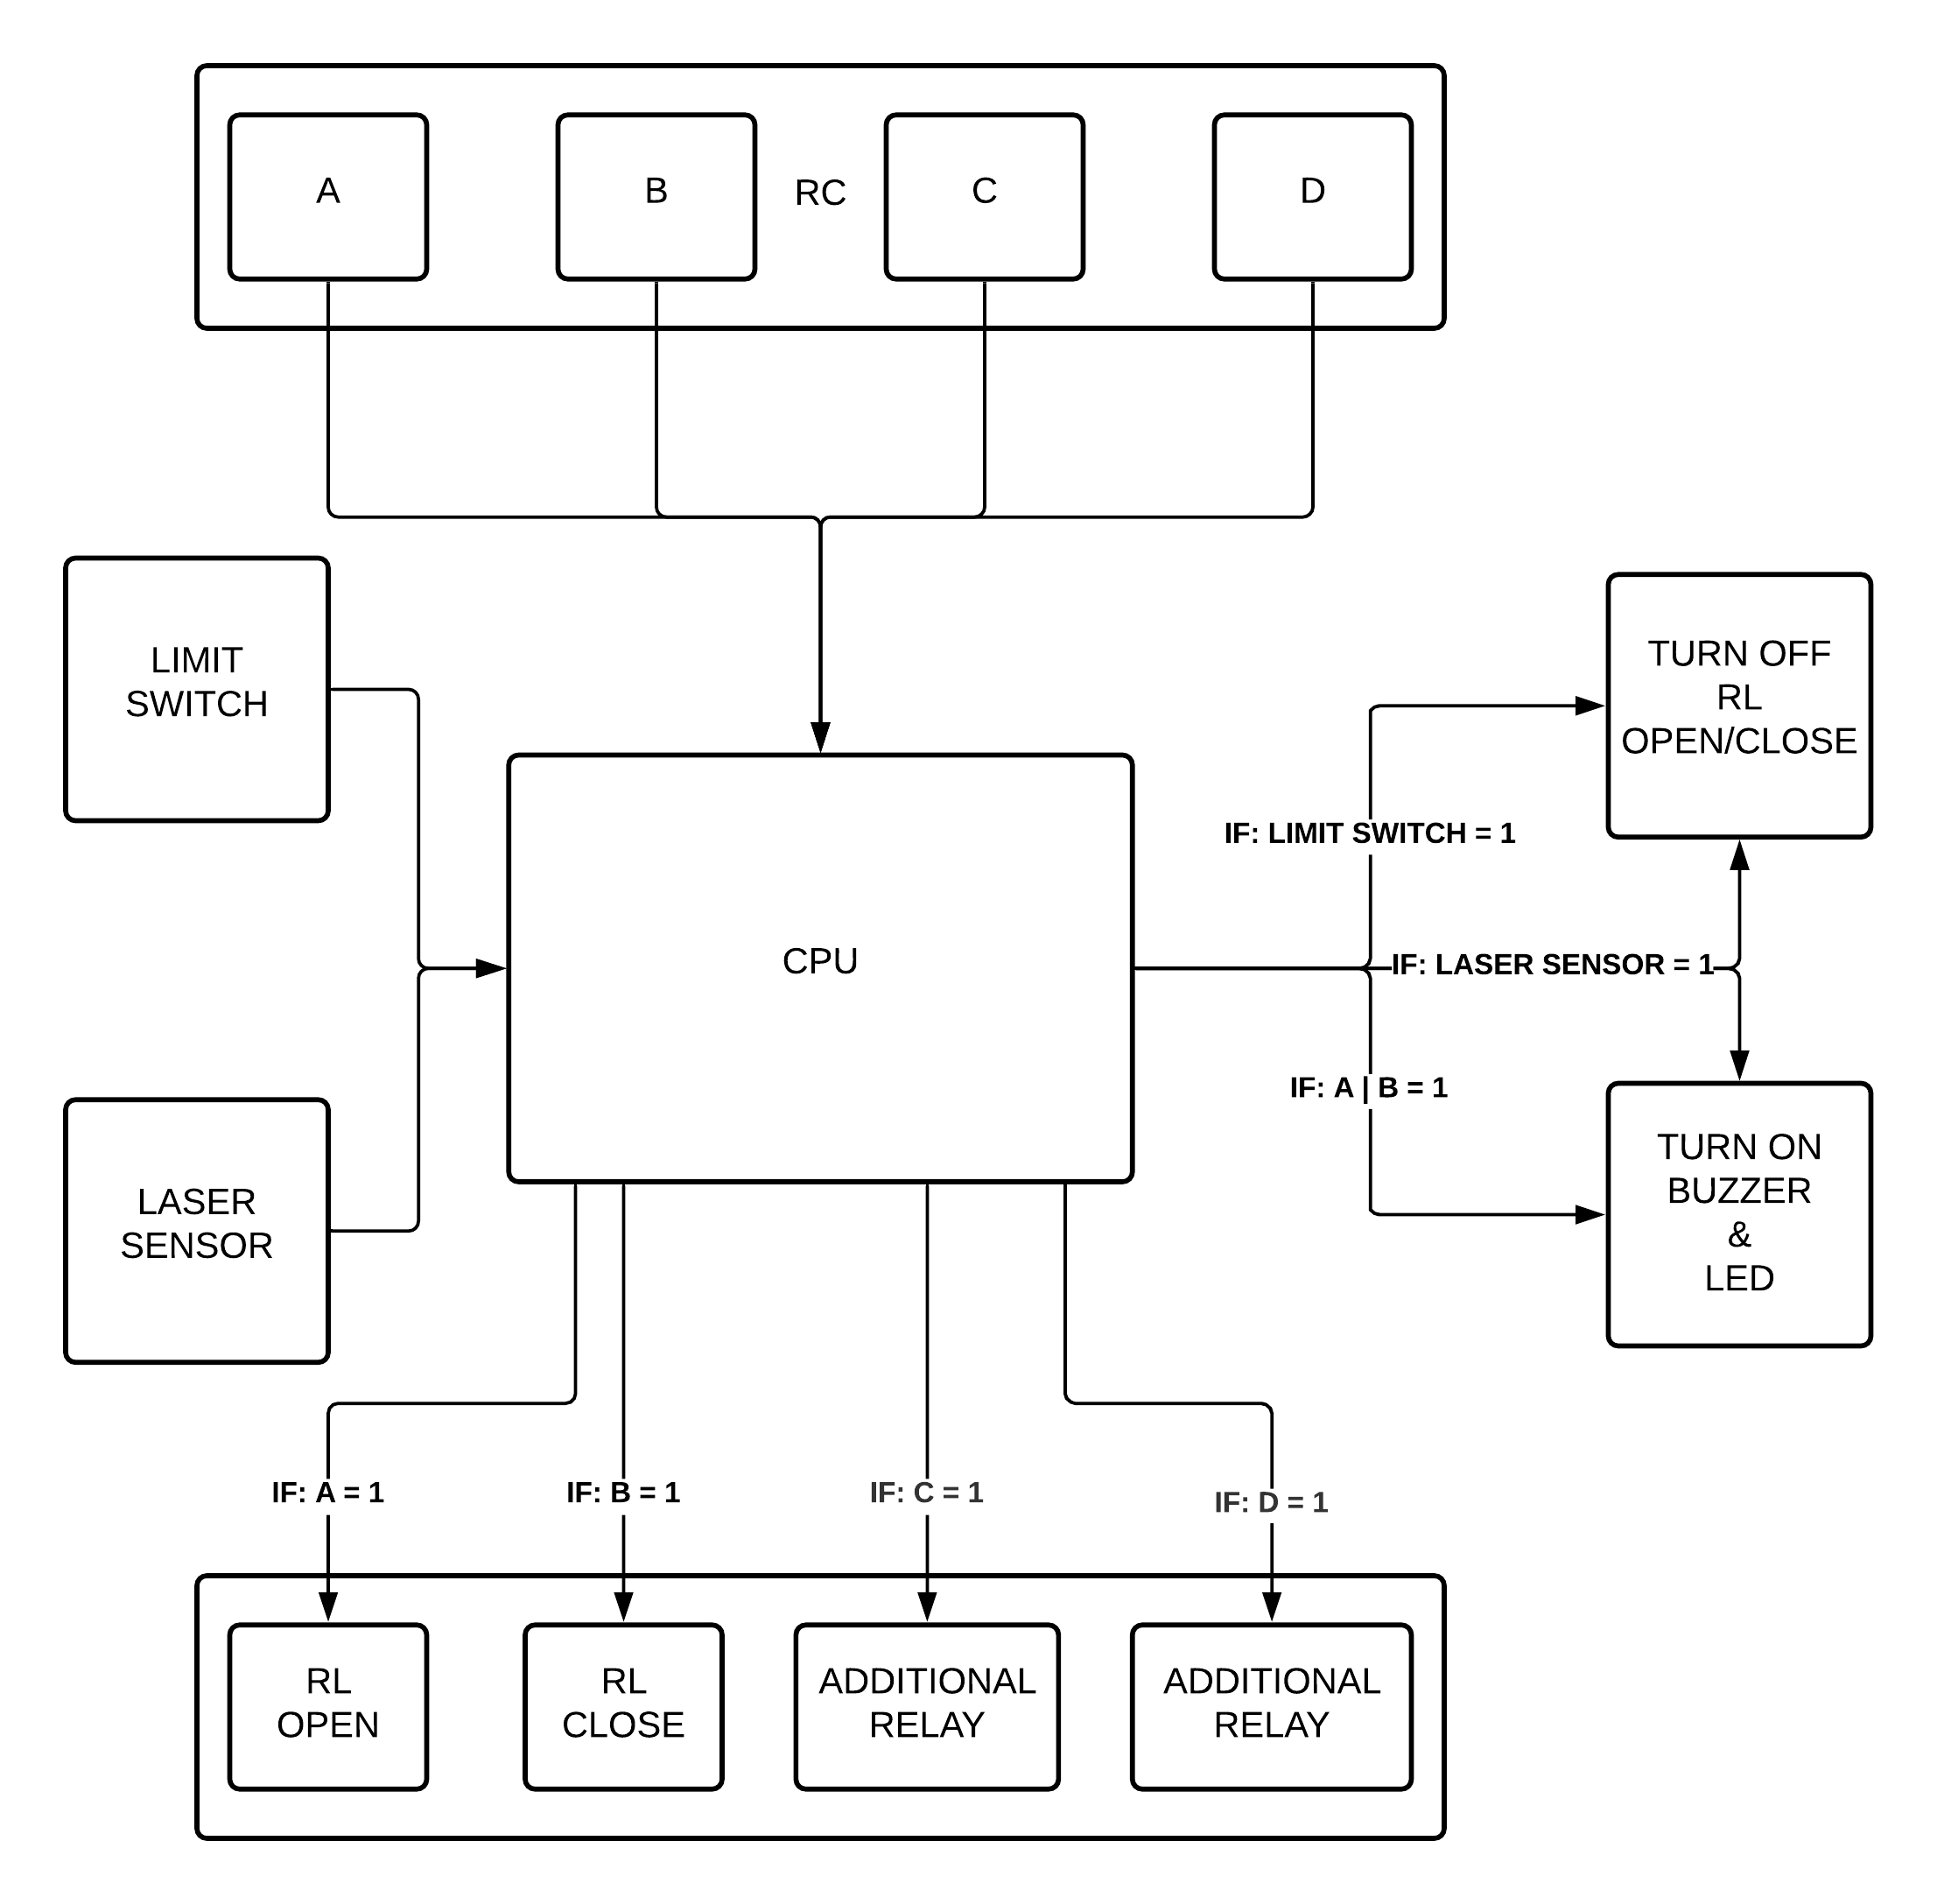 A
B
RC
C
D
LIMIT
SWITCH
TURN OFF
RL
OPEN/CLOSE
IF: LIMIT SWITCH = 1
CPU
IF: LASER SENSOR = 1
IF: A | B = 1
LASER
SENSOR
TURN ON
BUZZER
&
LED
IF: A = 1
IF: B = 1
IF: C = 1
IF: D = 1
RL
OPEN
RL
CLOSE
ADDITIONAL
RELAY
ADDITIONAL
RELAY